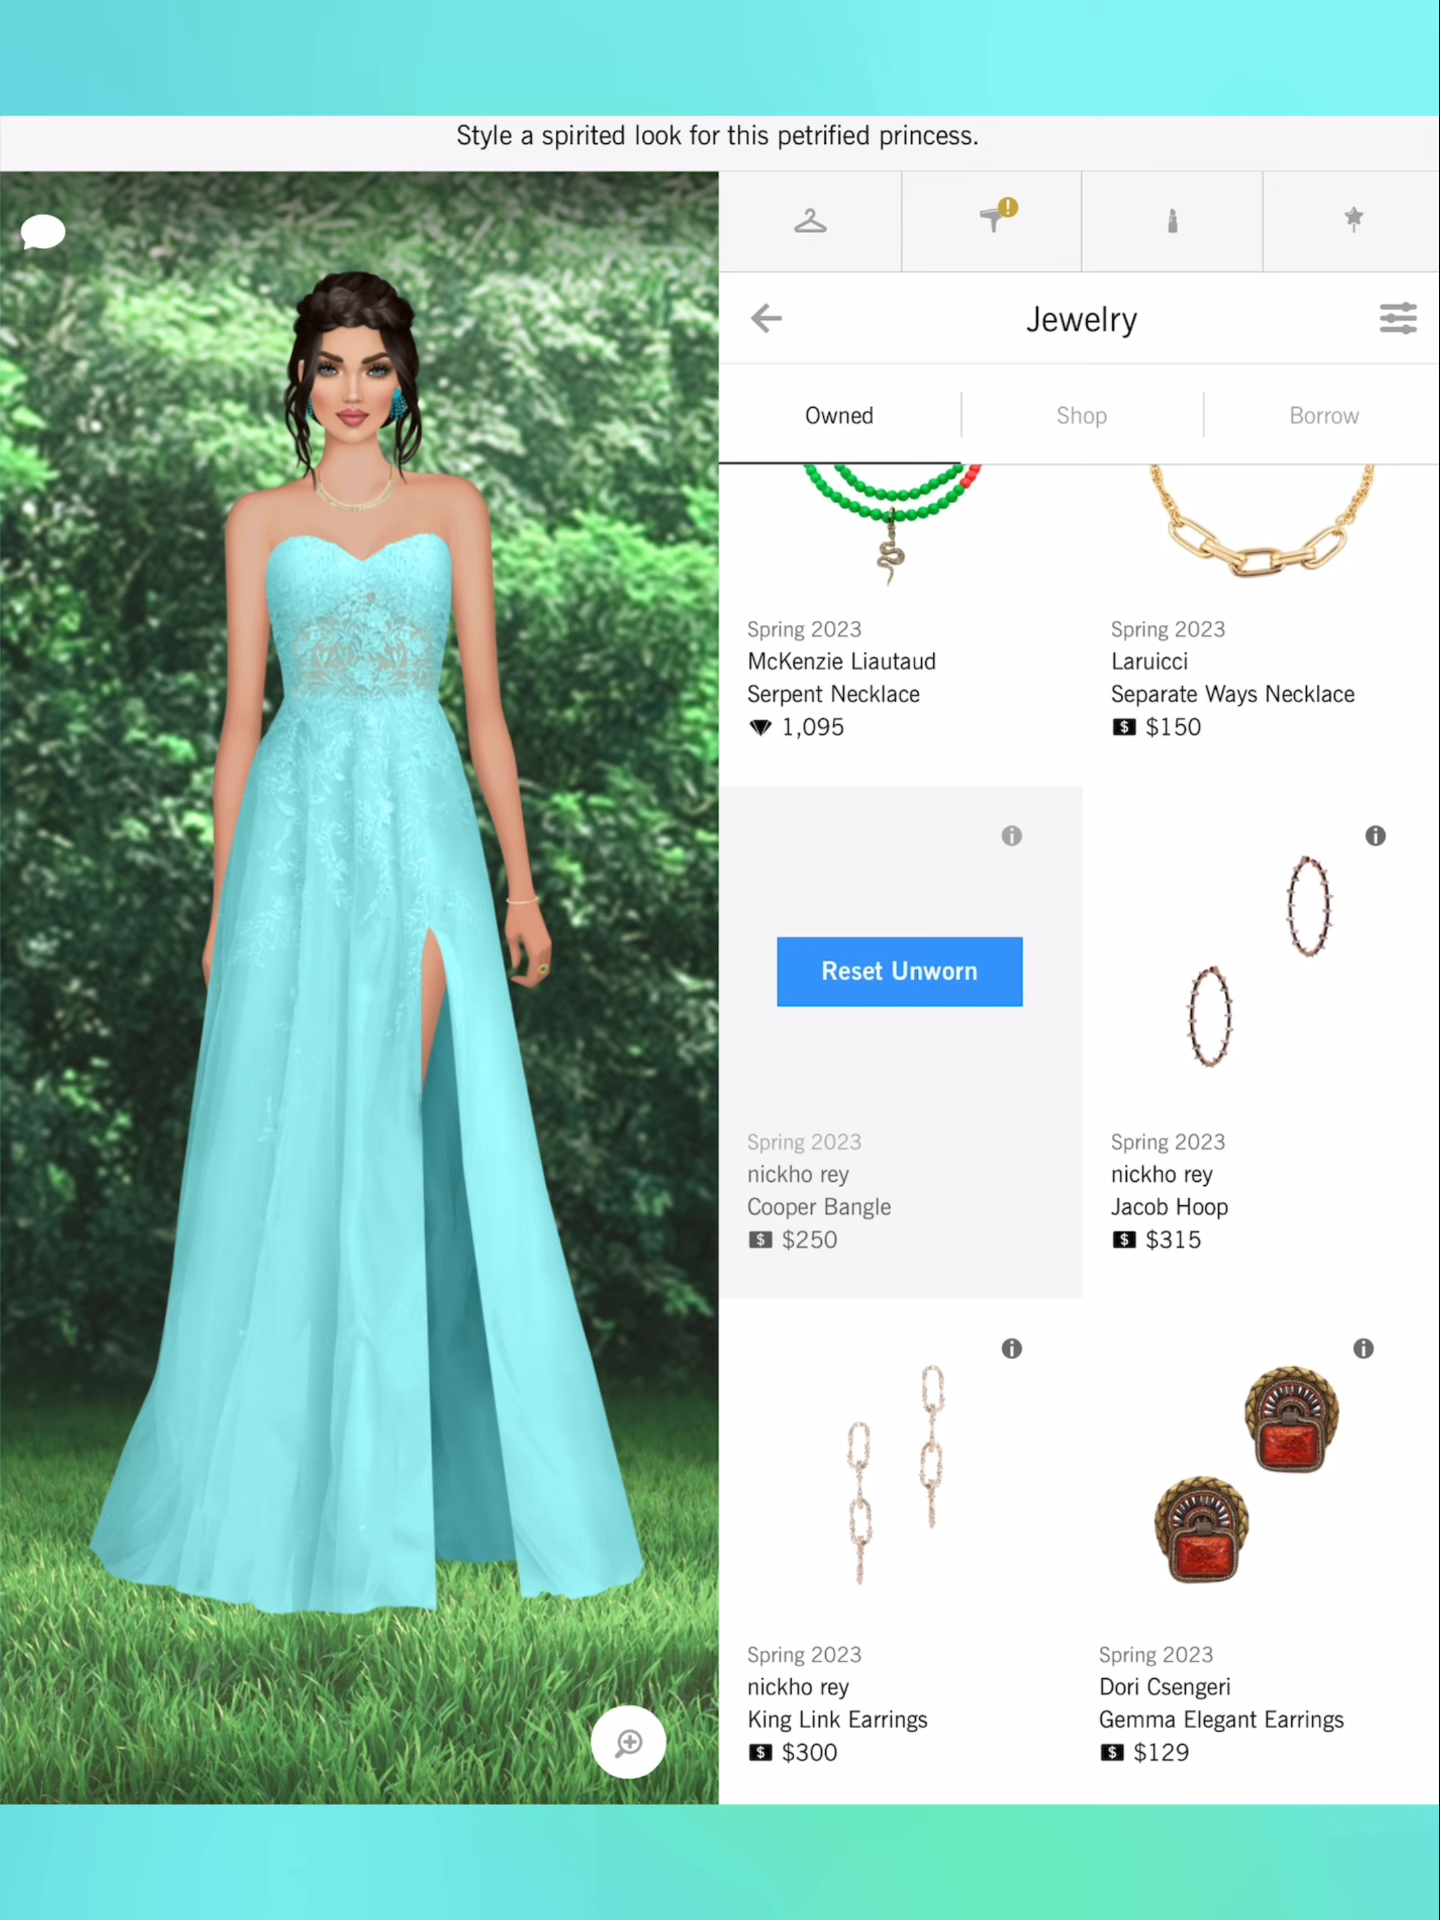 Style a spirited look for this petrified princess.
Jewelry
Owned
Shop
Borrow
Spring 2023
McKenzie Liautaud
Serpent Necklace
1,095
Spring 2023
Laruicci
Separate Ways Necklace
$ $150
Reset Unworn
Spring 2023
nickho rey
Cooper Bangle
$ $250
Spring 2023
nickho rey
Jacob Hoop
$ $315
Spring 2023
nickho rey
King Link Earrings
$ $300
Spring 2023
Dori Csengeri
Gemma Elegant Earrings
$ $129